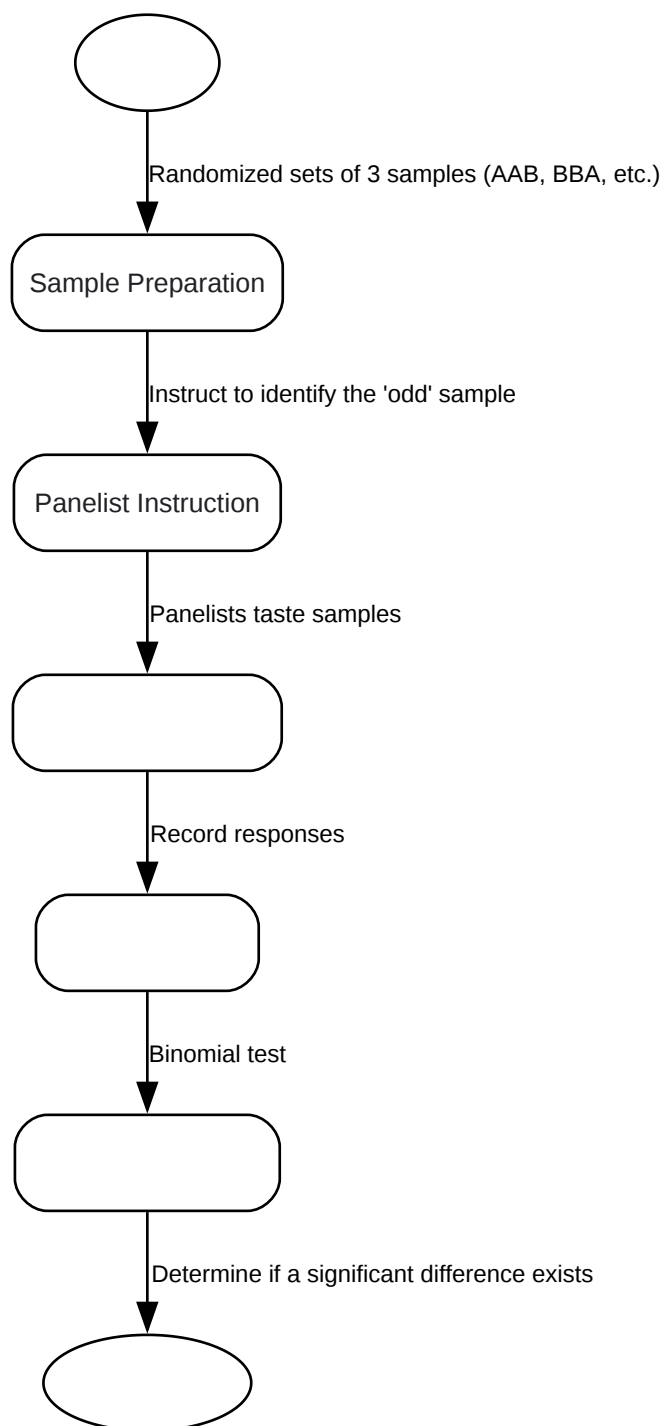 Randomized sets of 3 samples (AAB, BBA, etc.)
Sample Preparation
Instruct to identify the 'odd' sample
Panelist Instruction
Panelists taste samples
Record responses
Binomial test
Determine if a significant difference exists